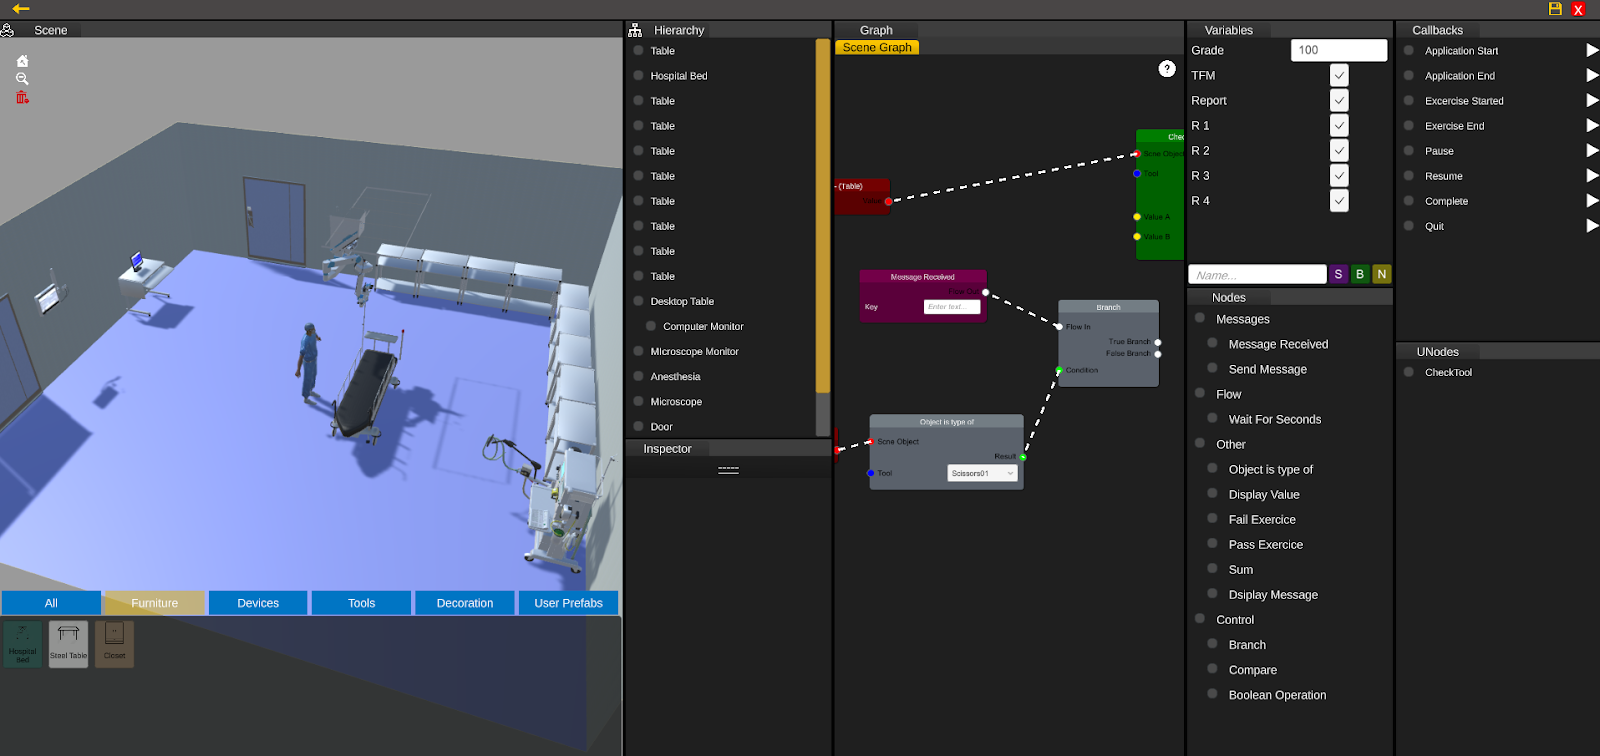 X
Scene
All
Furniture
Devices
Tools
Decoration
User Prefabs
Hospital Bed
Steel Table
Closet
Hierarchy
Table
Hospital Bed
Table
Table
Table
Table
Table
Table
Table
Table
Desktop Table
Computer Monitor
MIcroscope Monitor
Anesthesia
Microscope
Door
Inspector
-----
Graph
Scene Graph
?
- (Table)
Value
Chec
Scne Object
Tool
Value A
Value B
Message Received
Flow Out
Key
Enter text...
Branch
Flow In
True Branch
False Branch
Condition
Object is type of
Scne Object
Result
Tool
Scissors01
Variables
Grade
100
TFM
Report
R 1
R 2
R 3
R 4
Name...
S
B
N
Nodes
Messages
Message Received
Send Message
Flow
Wait For Seconds
Other
Object is type of
Display Value
Fail Exercice
Pass Exercice
Sum
Dsiplay Message
Control
Branch
Compare
Boolean Operation
Callbacks
Application Start
Application End
Excercise Started
Exercise End
Pause
Resume
Complete
Quit
UNodes
CheckTool